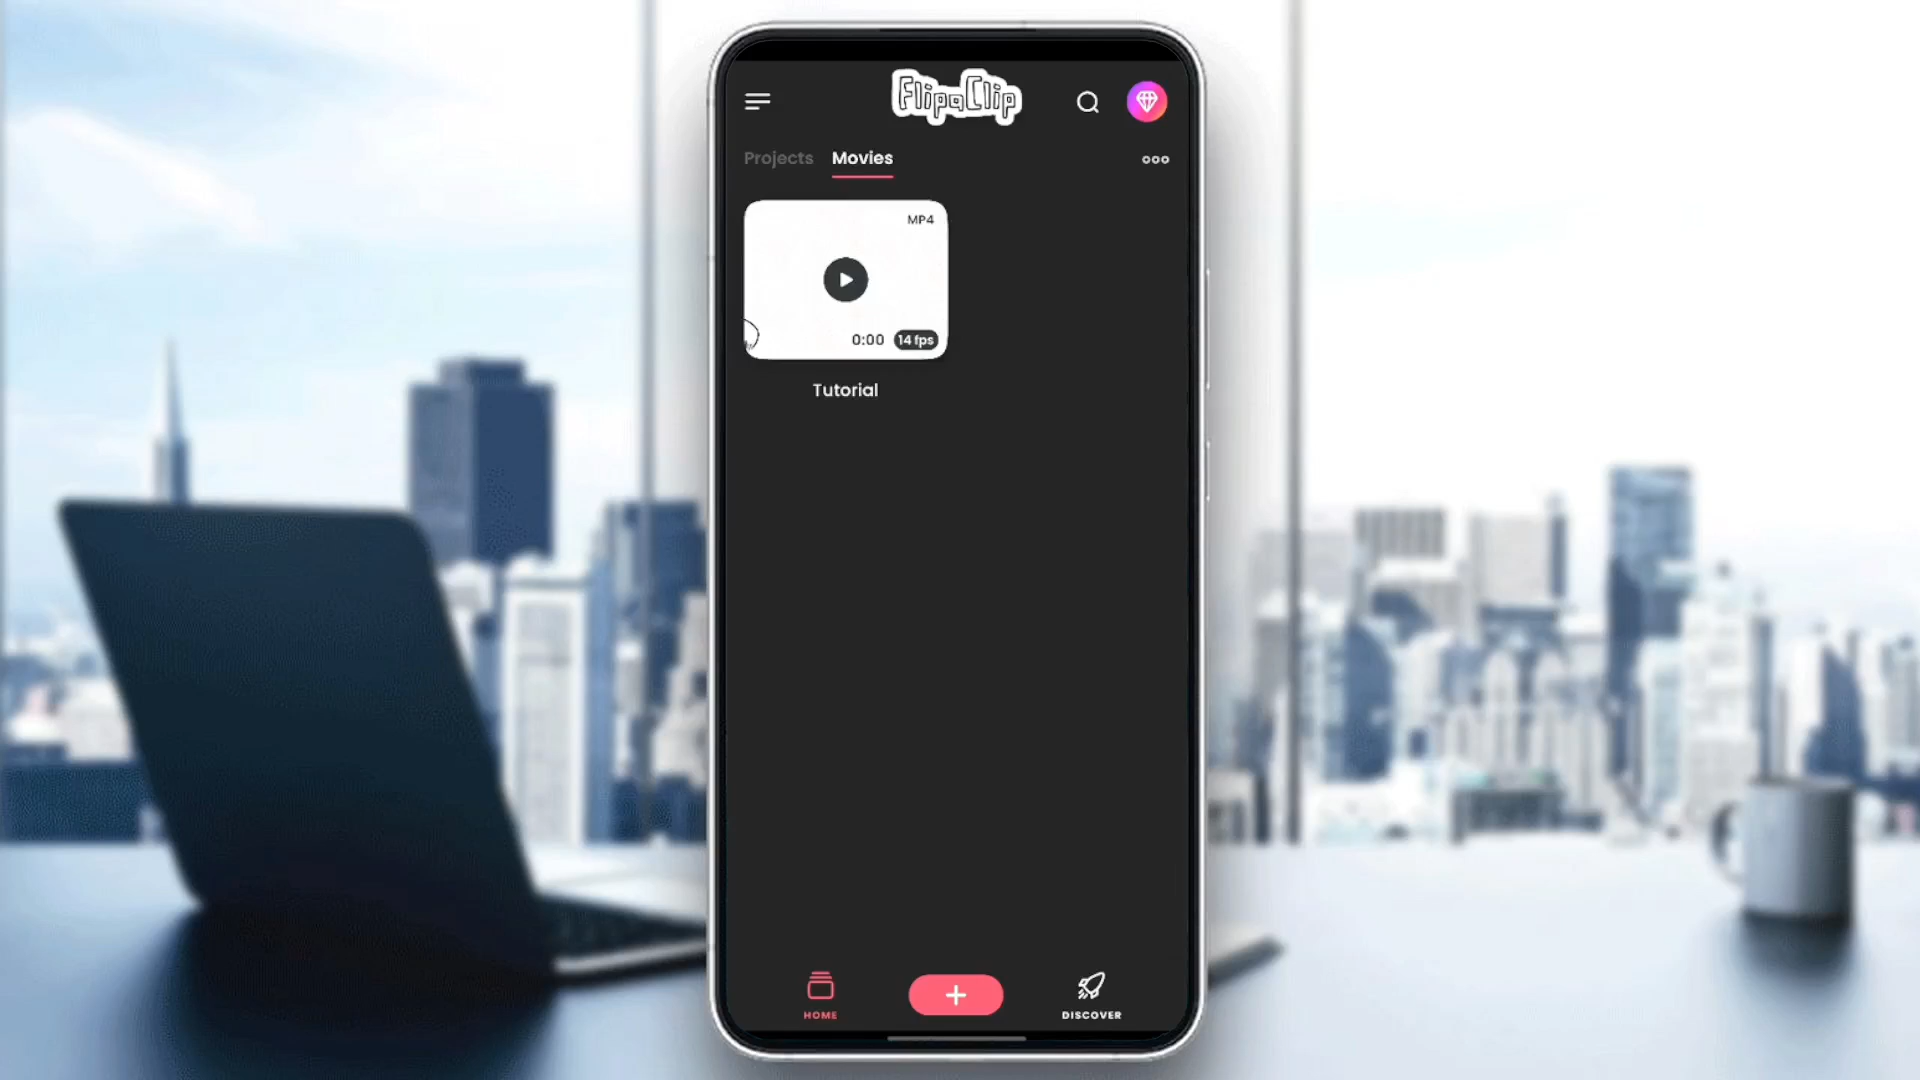 FlipaClip
Projects Movies
MP4
0:00 14 fps
Tutorial
HOME
DISCOVER